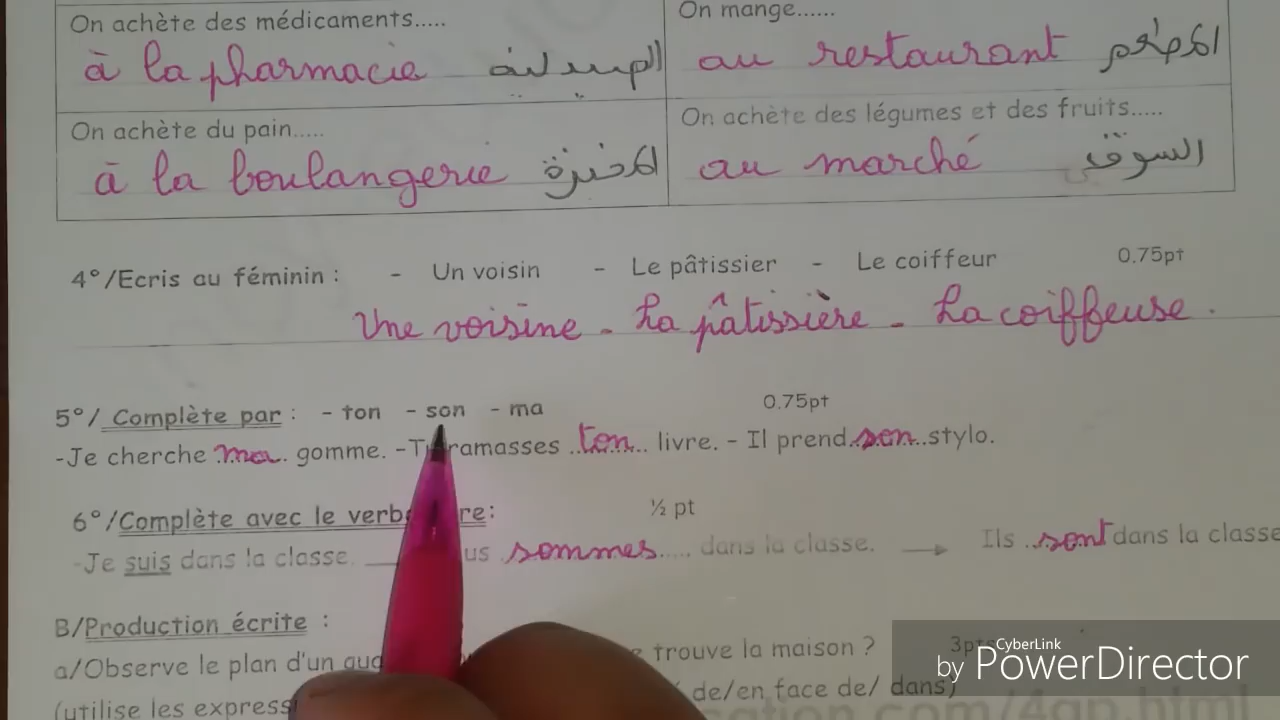 On achète des médicaments..... On mange......
à la pharmacie الصيدلية au restaurant المطعم
On achète du pain..... On achète des légumes et des fruits.....
à la boulangerie المخبزة au marché السوق
4°/Ecris au féminin : - Un voisin - Le pâtissier - Le coiffeur 0.75pt
Une voisine - La pâtissière - La coiffeuse.
5°/ Complète par : - ton - son - ma 0.75pt
-Je cherche ma gomme. -Tu ramasses ton livre. - Il prend son stylo.
6°/Complète avec le verbe re: ½ pt
-Je suis dans la classe. us sommes..... dans la classe. → Ils sont dans la classe
B/Production écrite :
a/Observe le plan d'un trouve la maison ? 3pts
(utilise les express de/en face de/ dans)
CyberLink
by PowerDirector